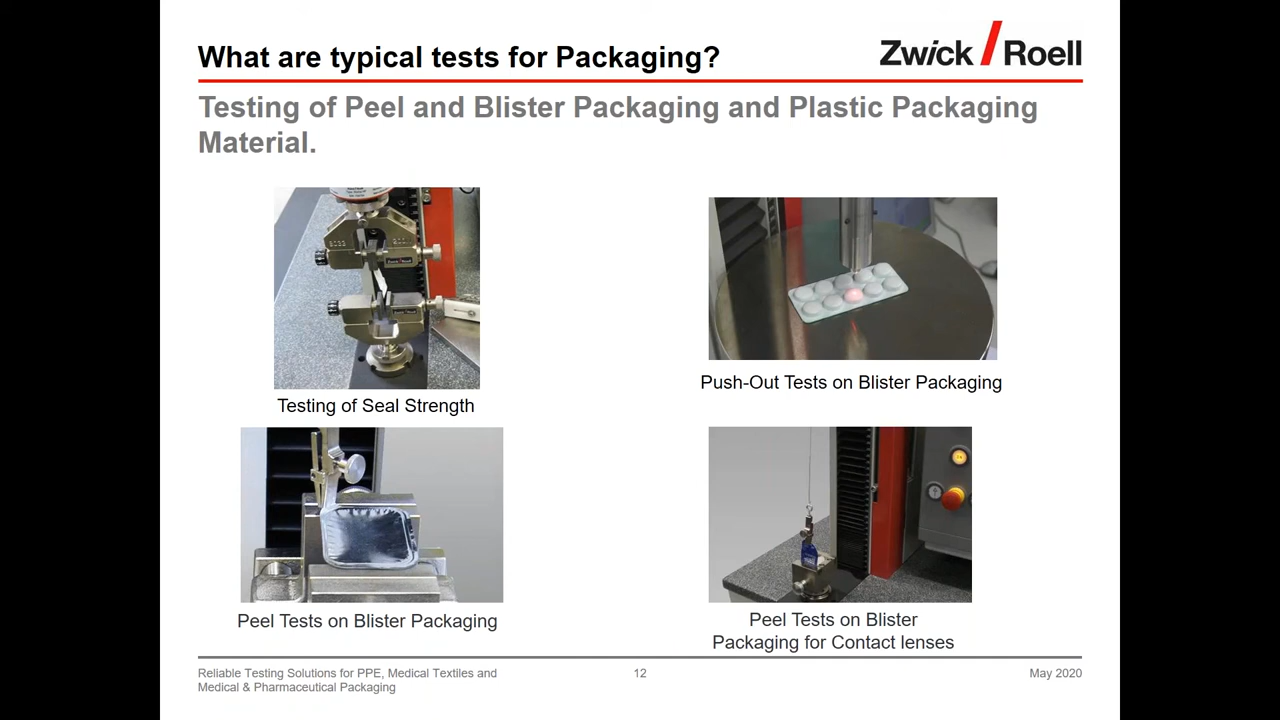 What are typical tests for Packaging?
Zwick / Roell
Testing of Peel and Blister Packaging and Plastic Packaging
Material.
Zwick / Roell
Testing of Seal Strength
Push-Out Tests on Blister Packaging
Peel Tests on Blister Packaging
Peel Tests on Blister
Packaging for Contact lenses
Reliable Testing Solutions for PPE, Medical Textiles and
Medical & Pharmaceutical Packaging
12
May 2020